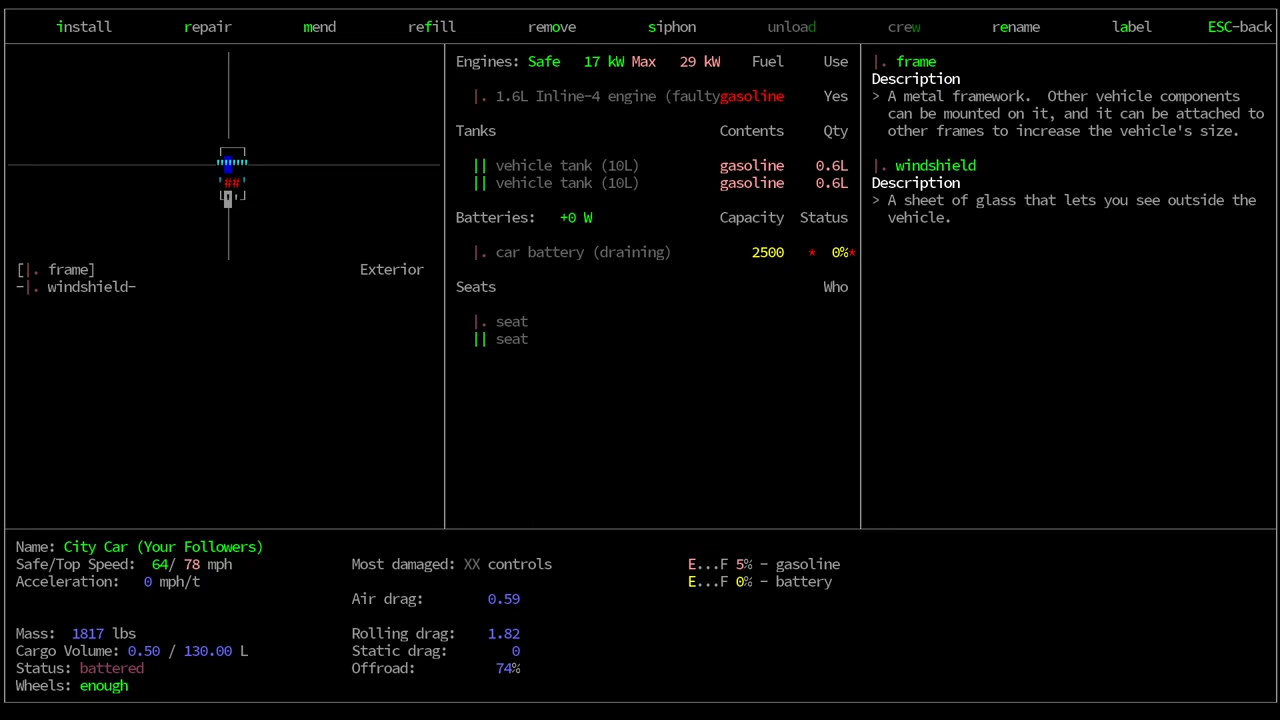 install repair mend refill remove siphon unload crew rename label ESC-back
Engines: Safe 17 kW Max 29 kW Fuel Use
|. 1.6L Inline-4 engine (faultygasoline Yes
Tanks Contents Qty
|| vehicle tank (10L) gasoline 0.6L
|| vehicle tank (10L) gasoline 0.6L
Batteries: +0 W Capacity Status
|. car battery (draining) 2500 * 0%*
Seats Who
|. seat
|| seat
[|. frame] Exterior
-|. windshield-
|. frame
Description
> A metal framework. Other vehicle components
can be mounted on it, and it can be attached to
other frames to increase the vehicle's size.
|. windshield
Description
> A sheet of glass that lets you see outside the
vehicle.
Name: City Car (Your Followers)
Safe/Top Speed: 64/ 78 mph
Acceleration: 0 mph/t
Mass: 1817 lbs
Cargo Volume: 0.50 / 130.00 L
Status: battered
Wheels: enough
Most damaged: XX controls
Air drag: 0.59
Rolling drag: 1.82
Static drag: 0
Offroad: 74%
E...F 5% - gasoline
E...F 0% - battery